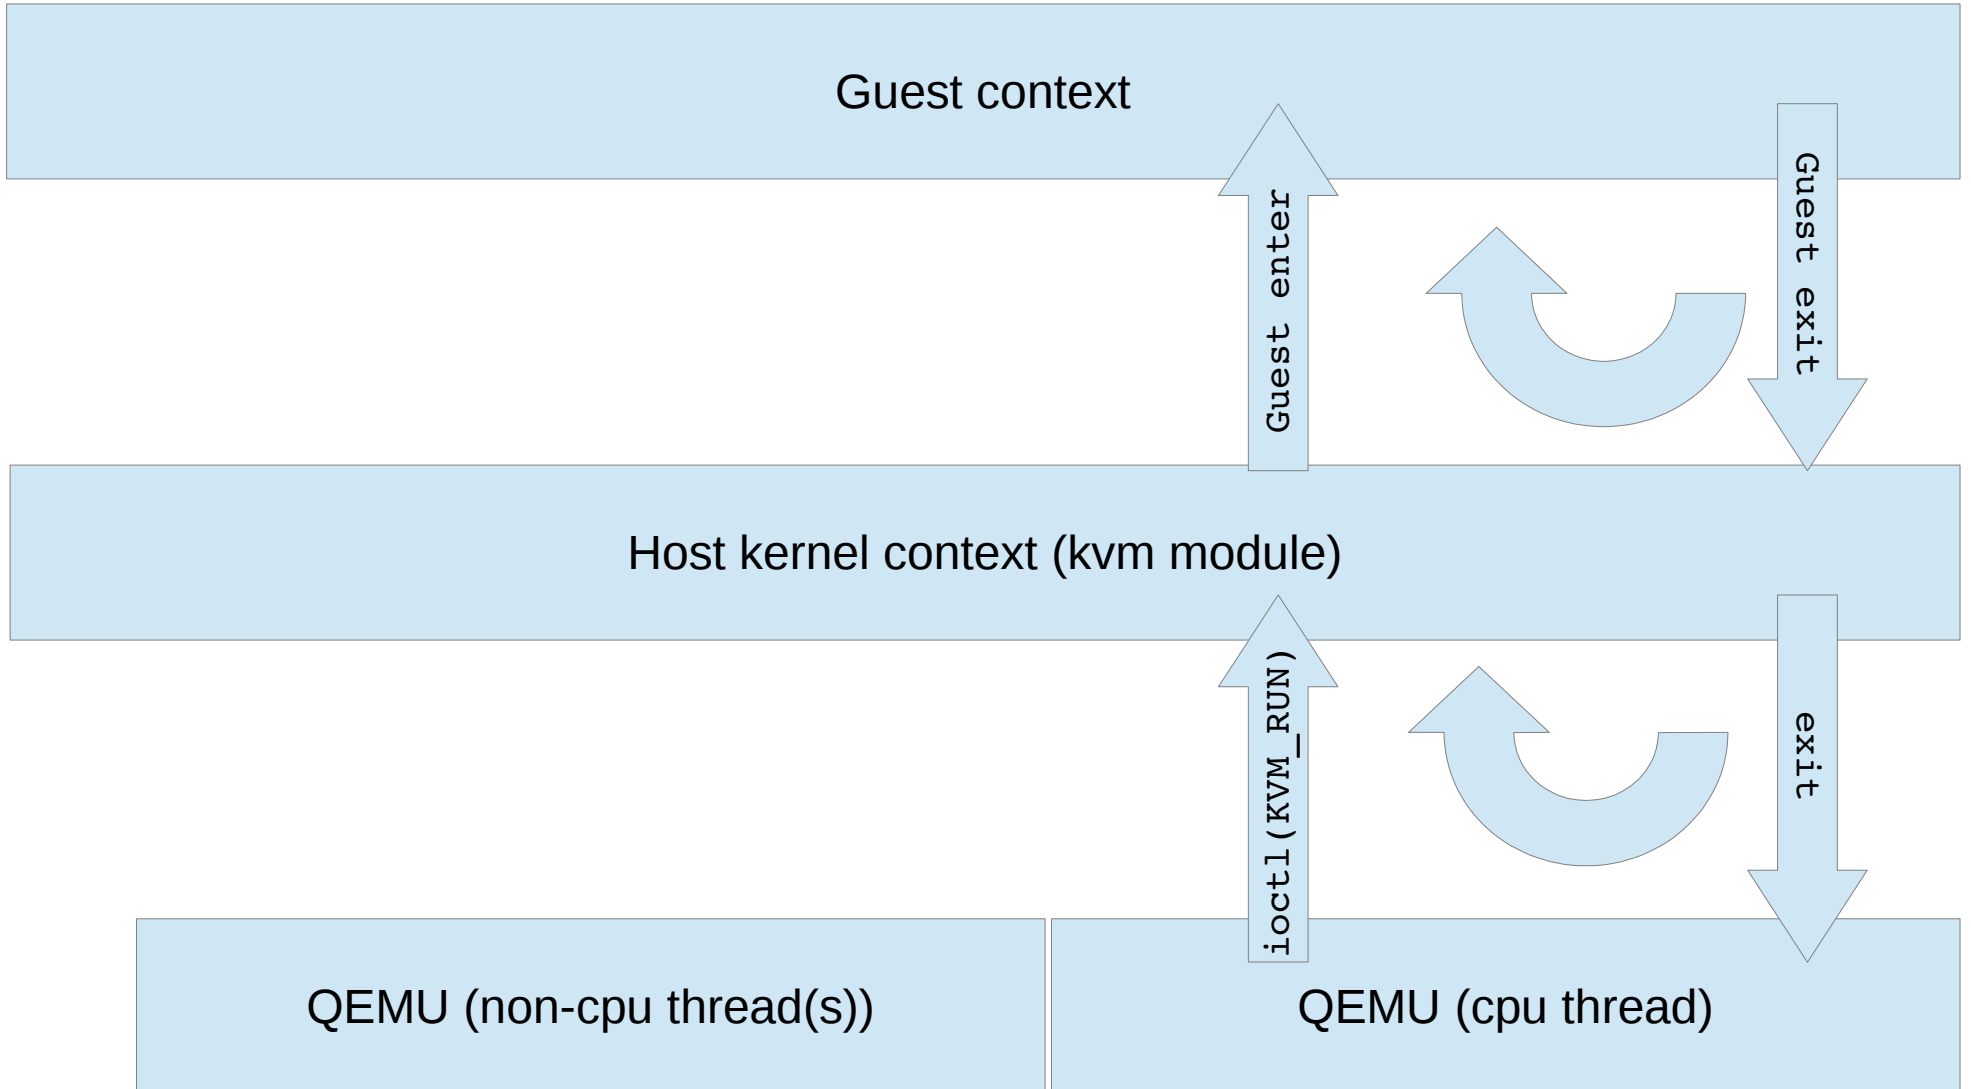 Guest context
Guest enter
Guest exit
Host kernel context (kvm module)
ioctl(KVM_RUN)
exit
QEMU (non-cpu thread(s))
QEMU (cpu thread)